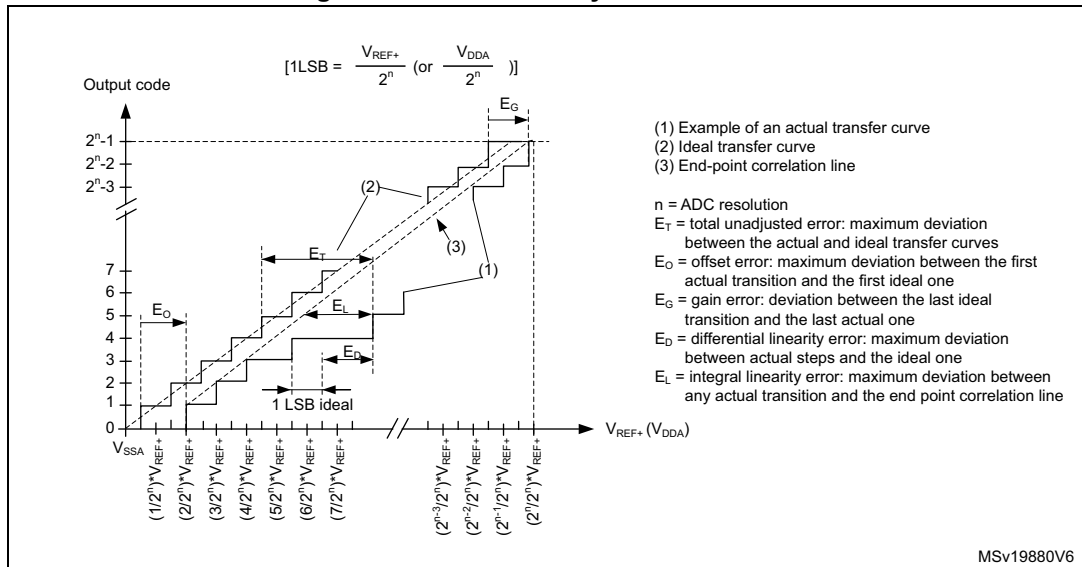 [1LSB = V_REF+ / 2^n (or V_DDA / 2^n )]
Output code
E_G
2^n-1
2^n-2
2^n-3
(2)
(3)
(1)
E_T
7
6
5
4
3
2
1
0
E_O
E_L
E_D
1 LSB ideal
V_SSA
V_REF+ (V_DDA)
(1/2^n)*V_REF+
(2/2^n)*V_REF+
(3/2^n)*V_REF+
(4/2^n)*V_REF+
(5/2^n)*V_REF+
(6/2^n)*V_REF+
(7/2^n)*V_REF+
(2^n-3/2^n)*V_REF+
(2^n-2/2^n)*V_REF+
(2^n-1/2^n)*V_REF+
(2^n/2^n)*V_REF+
(1) Example of an actual transfer curve
(2) Ideal transfer curve
(3) End-point correlation line
n = ADC resolution
E_T = total unadjusted error: maximum deviation
between the actual and ideal transfer curves
E_O = offset error: maximum deviation between the first
actual transition and the first ideal one
E_G = gain error: deviation between the last ideal
transition and the last actual one
E_D = differential linearity error: maximum deviation
between actual steps and the ideal one
E_L = integral linearity error: maximum deviation between
any actual transition and the end point correlation line
MSv19880V6